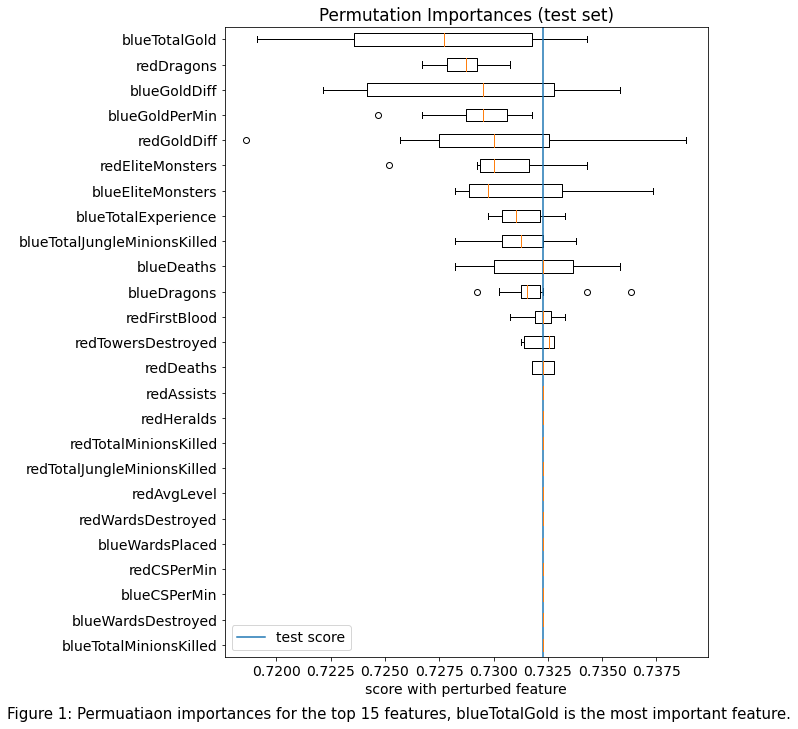 Permutation Importances (test set)
blueTotalGold
redDragons
blueGoldDiff
blueGoldPerMin
redGoldDiff
redEliteMonsters
blueEliteMonsters
blueTotalExperience
blueTotalJungleMinionsKilled
blueDeaths
blueDragons
redFirstBlood
redTowersDestroyed
redDeaths
redAssists
redHeralds
redTotalMinionsKilled
redTotalJungleMinionsKilled
redAvgLevel
redWardsDestroyed
blueWardsPlaced
redCSPerMin
blueCSPerMin
blueWardsDestroyed
blueTotalMinionsKilled
test score
0.7200 0.7225 0.7250 0.7275 0.7300 0.7325 0.7350 0.7375
score with perturbed feature
Figure 1: Permuatiaon importances for the top 15 features, blueTotalGold is the most important feature.